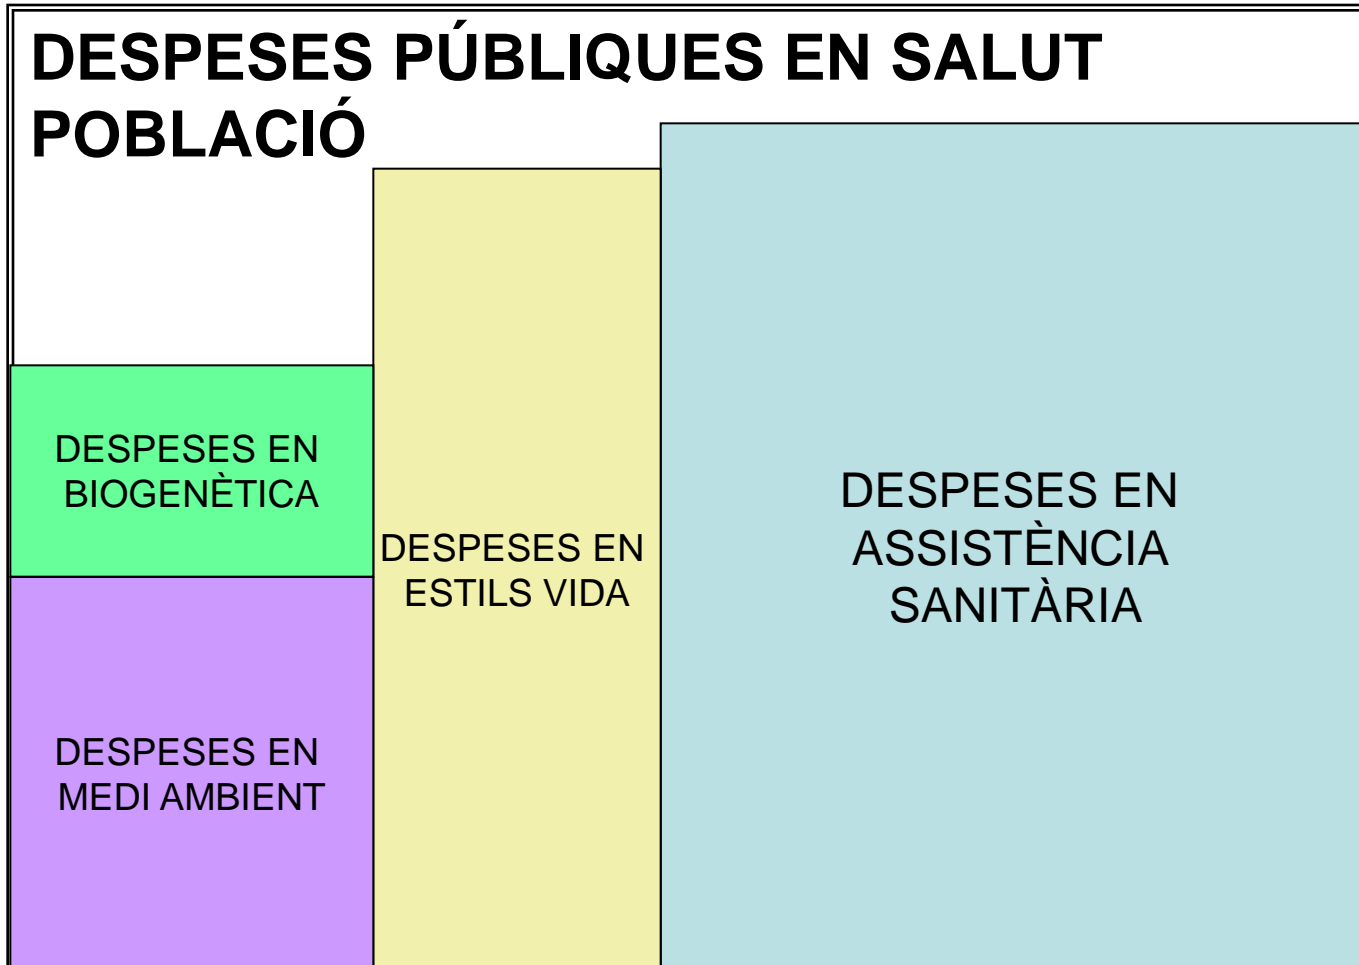 DESPESES PÚBLIQUES EN SALUT
POBLACIÓ
DESPESES EN
BIOGENÈTICA
DESPESES EN
MEDI AMBIENT
DESPESES EN
ESTILS VIDA
DESPESES EN
ASSISTÈNCIA
SANITÀRIA